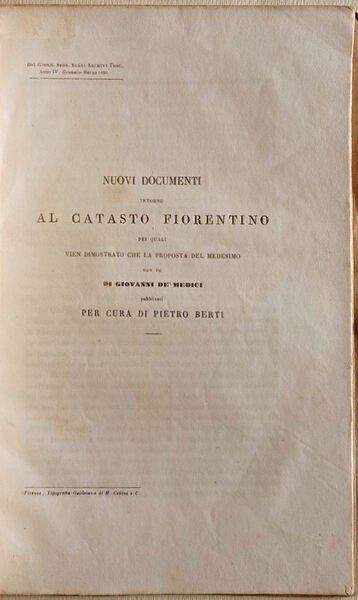 Dal Giorn. Stor. degli Archivi Tosc.
Anno IV, Gennaio-Marzo 1860.
NUOVI DOCUMENTI
INTORNO
AL CATASTO FIORENTINO
DEI QUALI
VIEN DIMOSTRATO CHE LA PROPOSTA DEL MEDESIMO
NON FU
DI GIOVANNI DE' MEDICI
pubblicati
PER CURA DI PIETRO BERTI
Firenze, Tipografia Galileiana di M. Cellini e C.